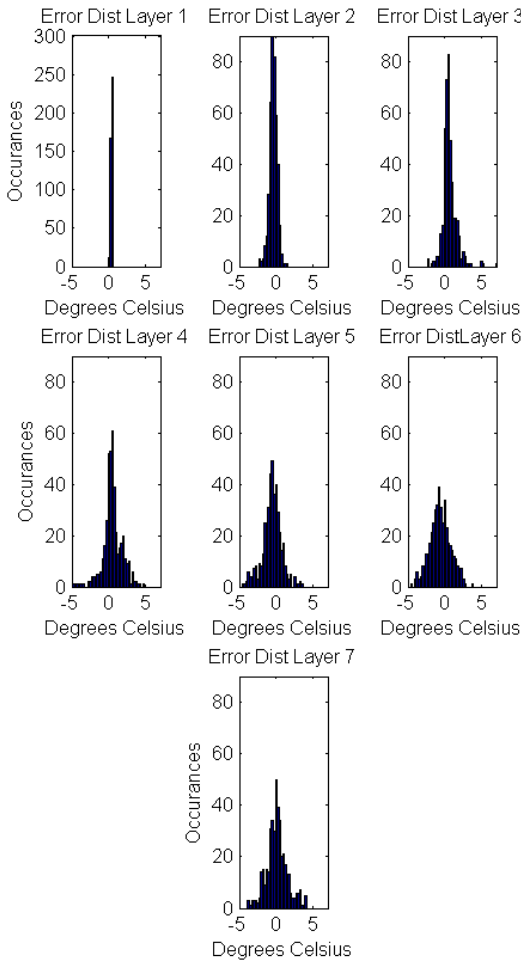 Error Dist Layer 1
Error Dist Layer 2
Error Dist Layer 3
300
250
200
150
100
50
0
Occurances
-5 0 5
Degrees Celsius
80
60
40
20
0
-5 0 5
Degrees Celsius
80
60
40
20
0
-5 0 5
Degrees Celsius
Error Dist Layer 4
Error Dist Layer 5
Error DistLayer 6
80
60
40
20
0
Occurances
-5 0 5
Degrees Celsius
80
60
40
20
0
-5 0 5
Degrees Celsius
80
60
40
20
0
-5 0 5
Degrees Celsius
Error Dist Layer 7
80
60
40
20
0
Occurances
-5 0 5
Degrees Celsius